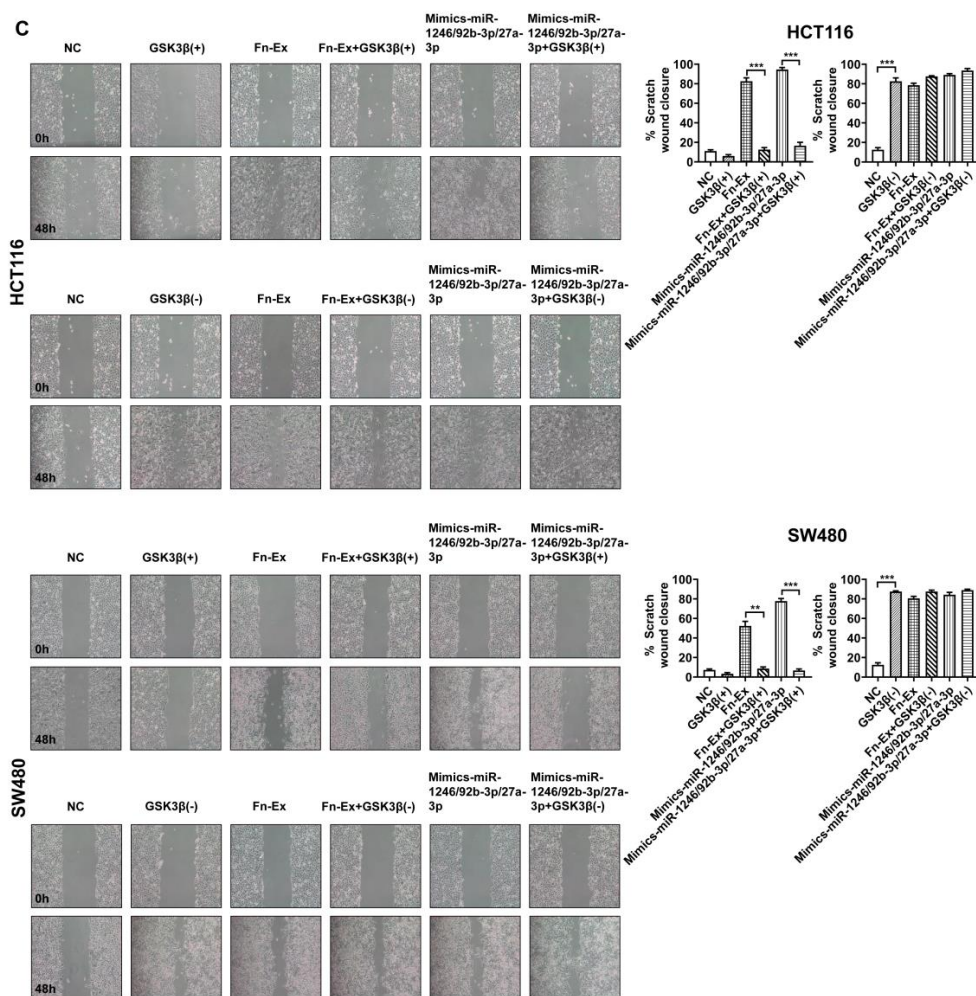 C
HCT116
NC
GSK3β(+)
Fn-Ex
Fn-Ex+GSK3β(+)
Mimics-miR-
1246/92b-3p/27a-
3p
Mimics-miR-
1246/92b-3p/27a-
3p+GSK3β(+)
0h
48h
NC
GSK3β(-)
Fn-Ex
Fn-Ex+GSK3β(-)
Mimics-miR-
1246/92b-3p/27a-
3p
Mimics-miR-
1246/92b-3p/27a-
3p+GSK3β(-)
0h
48h
HCT116
% Scratch
wound closure
100
80
60
40
20
0
***
***
NC
GSK3β(+)
Fn-Ex
Fn-Ex+GSK3β(+)
Mimics-miR-1246/92b-3p/27a-3p
Mimics-miR-1246/92b-3p/27a-3p+GSK3β(+)
% Scratch
wound closure
100
80
60
40
20
0
***
NC
GSK3β(-)
Fn-Ex
Fn-Ex+GSK3β(-)
Mimics-miR-1246/92b-3p/27a-3p
Mimics-miR-1246/92b-3p/27a-3p+GSK3β(-)
SW480
NC
GSK3β(+)
Fn-Ex
Fn-Ex+GSK3β(+)
Mimics-miR-
1246/92b-3p/27a-
3p
Mimics-miR-
1246/92b-3p/27a-
3p+GSK3β(+)
0h
48h
NC
GSK3β(-)
Fn-Ex
Fn-Ex+GSK3β(-)
Mimics-miR-
1246/92b-3p/27a-
3p
Mimics-miR-
1246/92b-3p/27a-
3p+GSK3β(-)
0h
48h
SW480
% Scratch
wound closure
100
80
60
40
20
0
**
***
NC
GSK3β(+)
Fn-Ex
Fn-Ex+GSK3β(+)
Mimics-miR-1246/92b-3p/27a-3p
Mimics-miR-1246/92b-3p/27a-3p+GSK3β(+)
% Scratch
wound closure
100
80
60
40
20
0
***
NC
GSK3β(-)
Fn-Ex
Fn-Ex+GSK3β(-)
Mimics-miR-1246/92b-3p/27a-3p
Mimics-miR-1246/92b-3p/27a-3p+GSK3β(-)